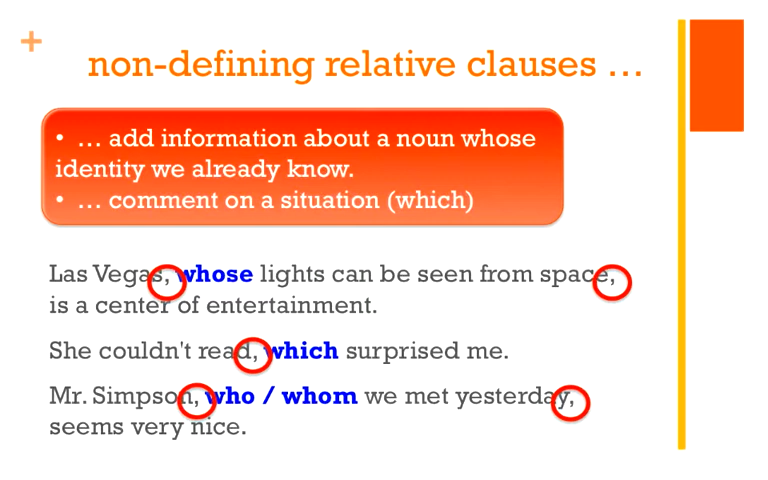 +
non-defining relative clauses …
• … add information about a noun whose
identity we already know.
• … comment on a situation (which)
Las Vegas, whose lights can be seen from space,
is a center of entertainment.
She couldn't read, which surprised me.
Mr. Simpson, who / whom we met yesterday,
seems very nice.